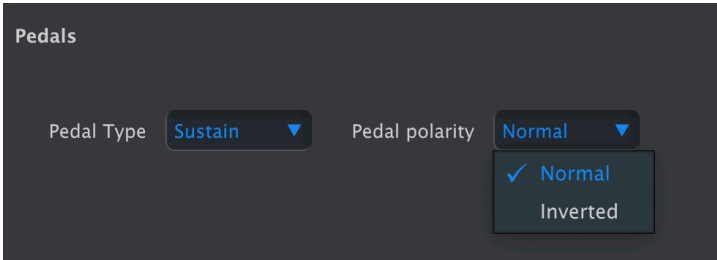 Pedals
Pedal Type Sustain Pedal polarity Normal
Normal
Inverted